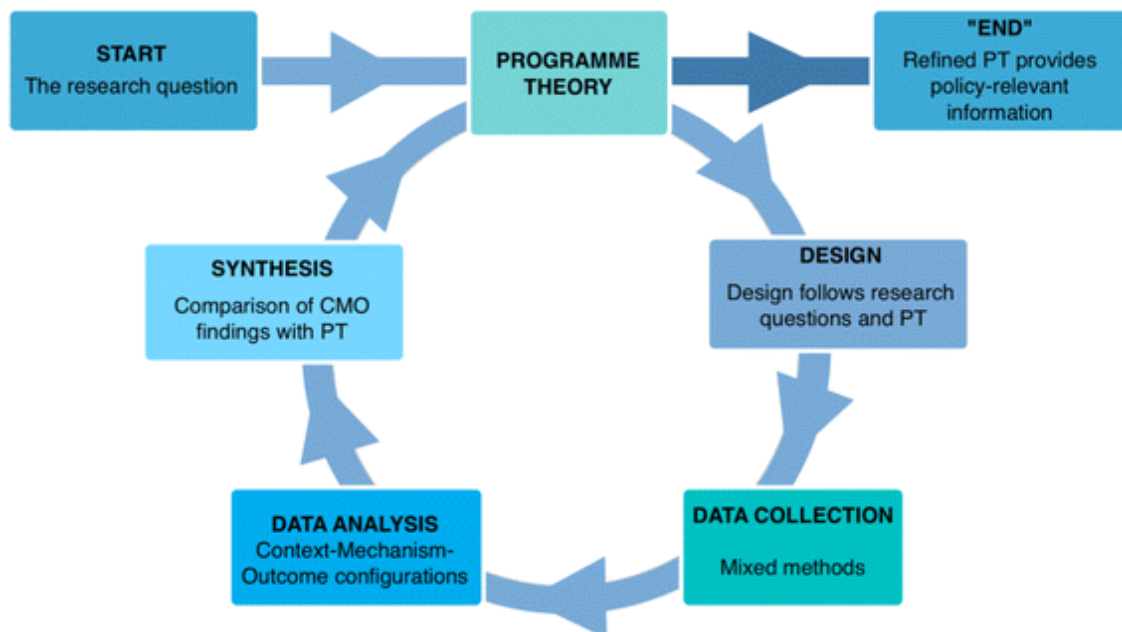 START
The research question
PROGRAMME
THEORY
"END"
Refined PT provides
policy-relevant
information
DESIGN
Design follows research
questions and PT
DATA COLLECTION
Mixed methods
DATA ANALYSIS
Context-Mechanism-
Outcome configurations
SYNTHESIS
Comparison of CMO
findings with PT